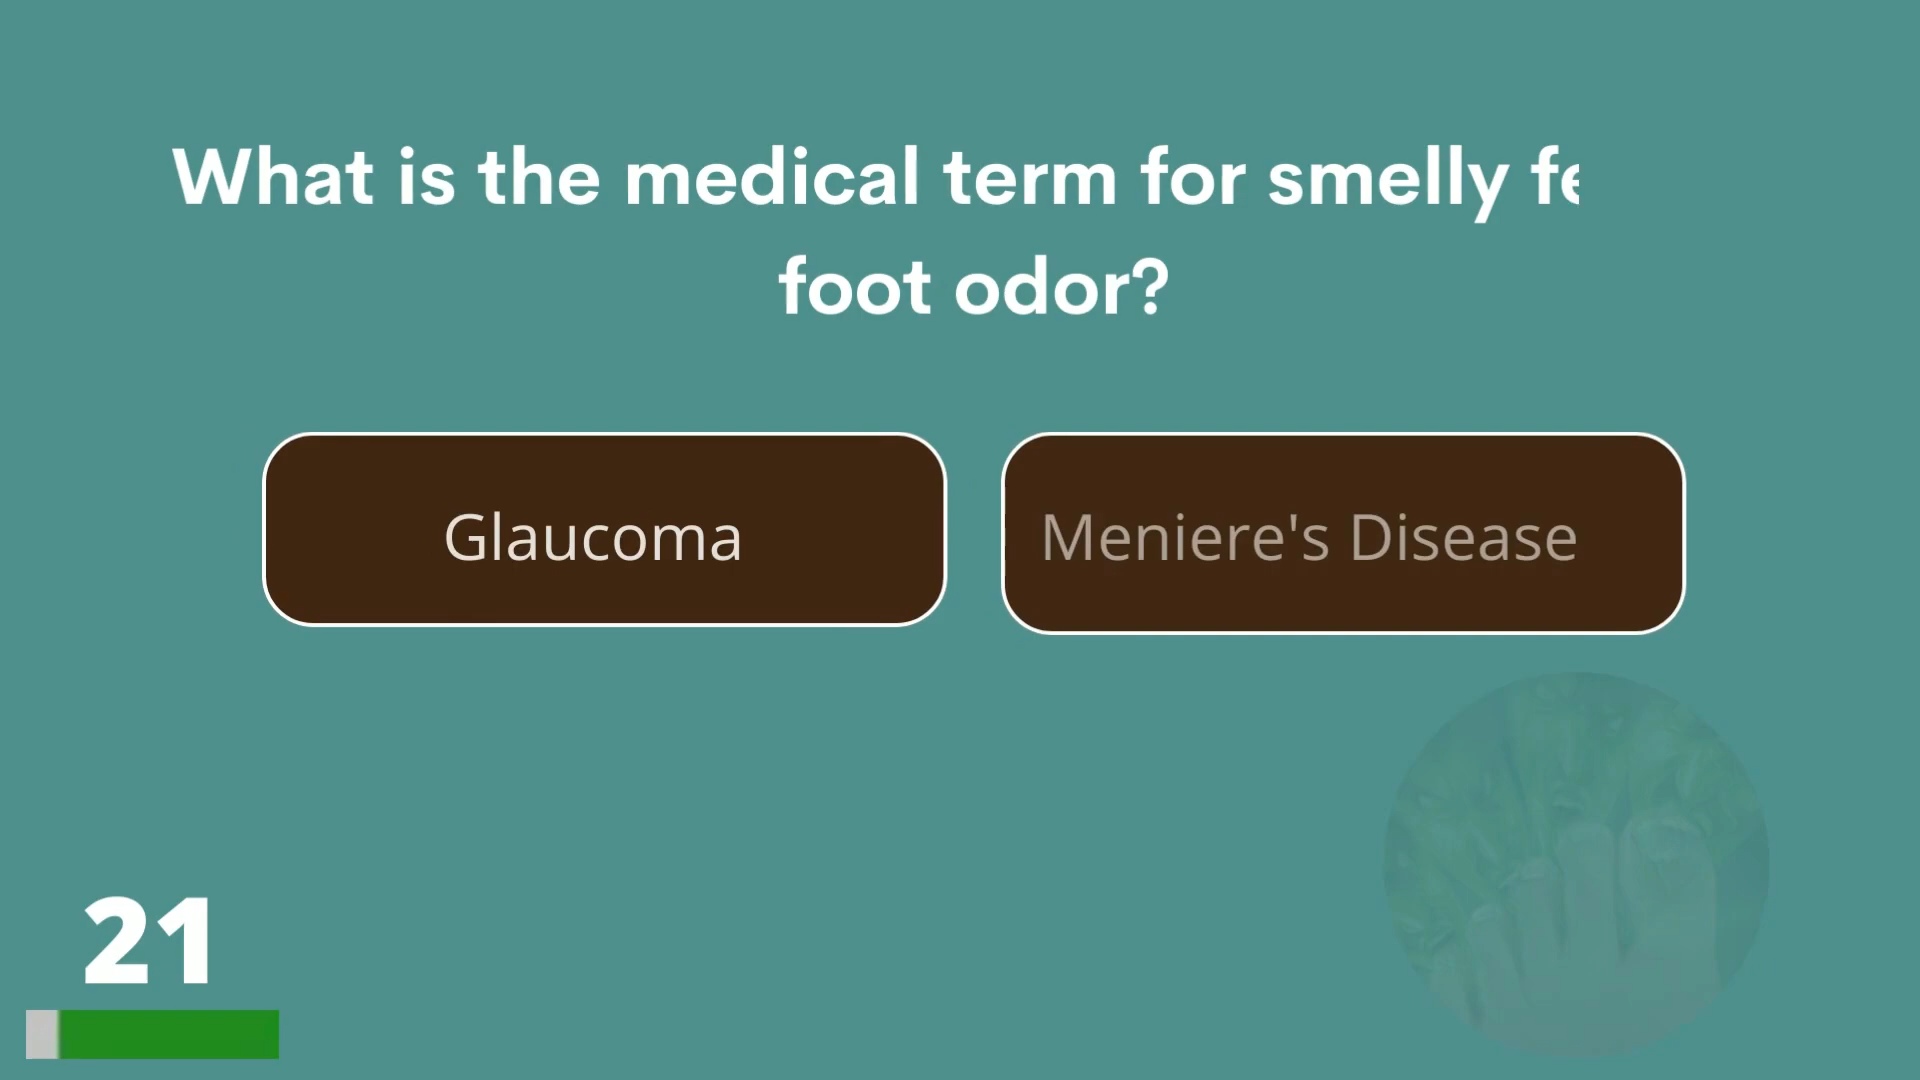 What is the medical term for smelly
foot odor?
Glaucoma
Meniere's Disease
21